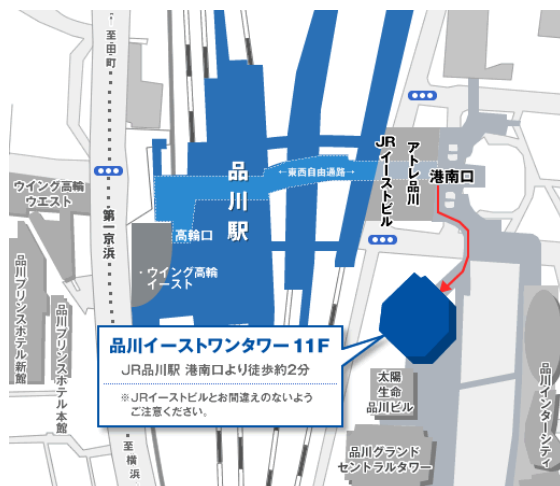 至田町
第一京浜
ウイング高輪
ウエスト
品川プリンスホテル新館
品川プリンスホテル本館
至横浜
品川駅
高輪口
・ウイング高輪
イースト
←東西自由通路→
JRイーストビル
アトレ品川
港南口
品川イーストワンタワー 11F
JR品川駅 港南口より徒歩約2分
※JRイーストビルとお間違えのないよう
ご注意ください。
太陽
生命
品川ビル
品川グランド
セントラルタワー
品川インターシティ